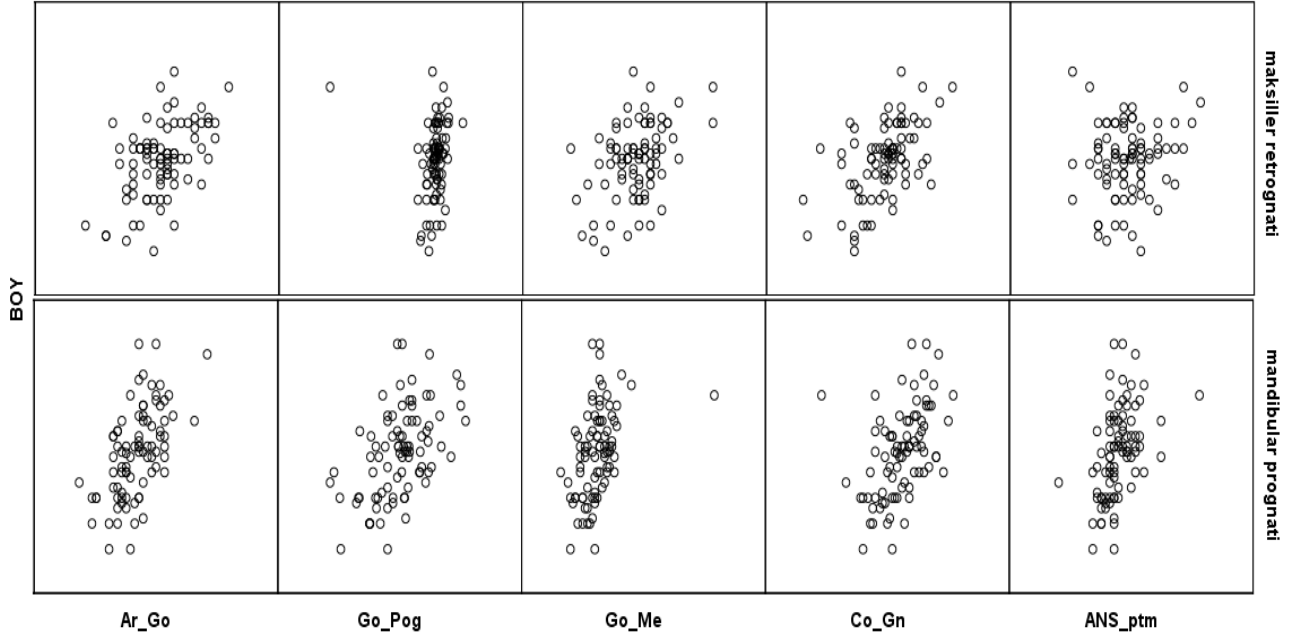 maksiller retrognati
BOY
mandibular prognati
Ar_Go Go_Pog Go_Me Co_Gn ANS_ptm